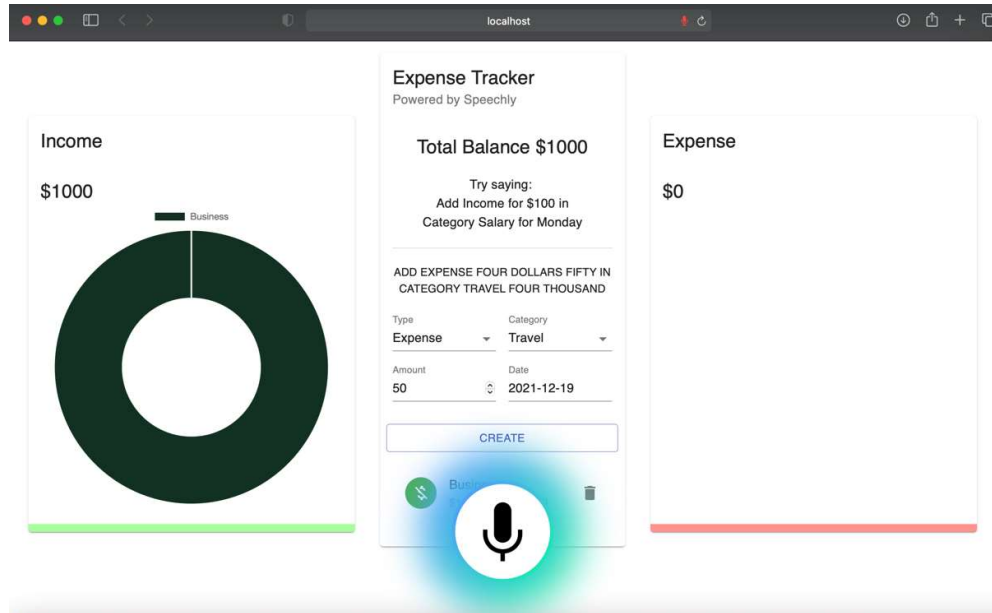 localhost
Income
$1000
Business
Expense Tracker
Powered by Speechly
Total Balance $1000
Try saying:
Add Income for $100 in
Category Salary for Monday
ADD EXPENSE FOUR DOLLARS FIFTY IN
CATEGORY TRAVEL FOUR THOUSAND
Type
Category
Expense
Travel
Amount
Date
50
2021-12-19
CREATE
Expense
$0